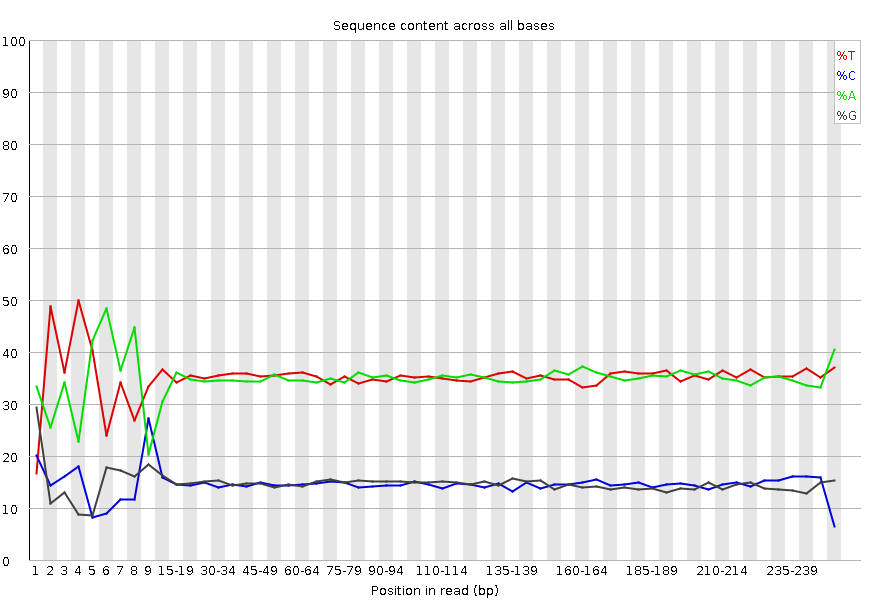 Sequence content across all bases
100
90
80
70
60
50
40
30
20
10
0
%T
%C
%A
%G
1 2 3 4 5 6 7 8 9 15-19 30-34 45-49 60-64 75-79 90-94 110-114 135-139 160-164 185-189 210-214 235-239
Position in read (bp)